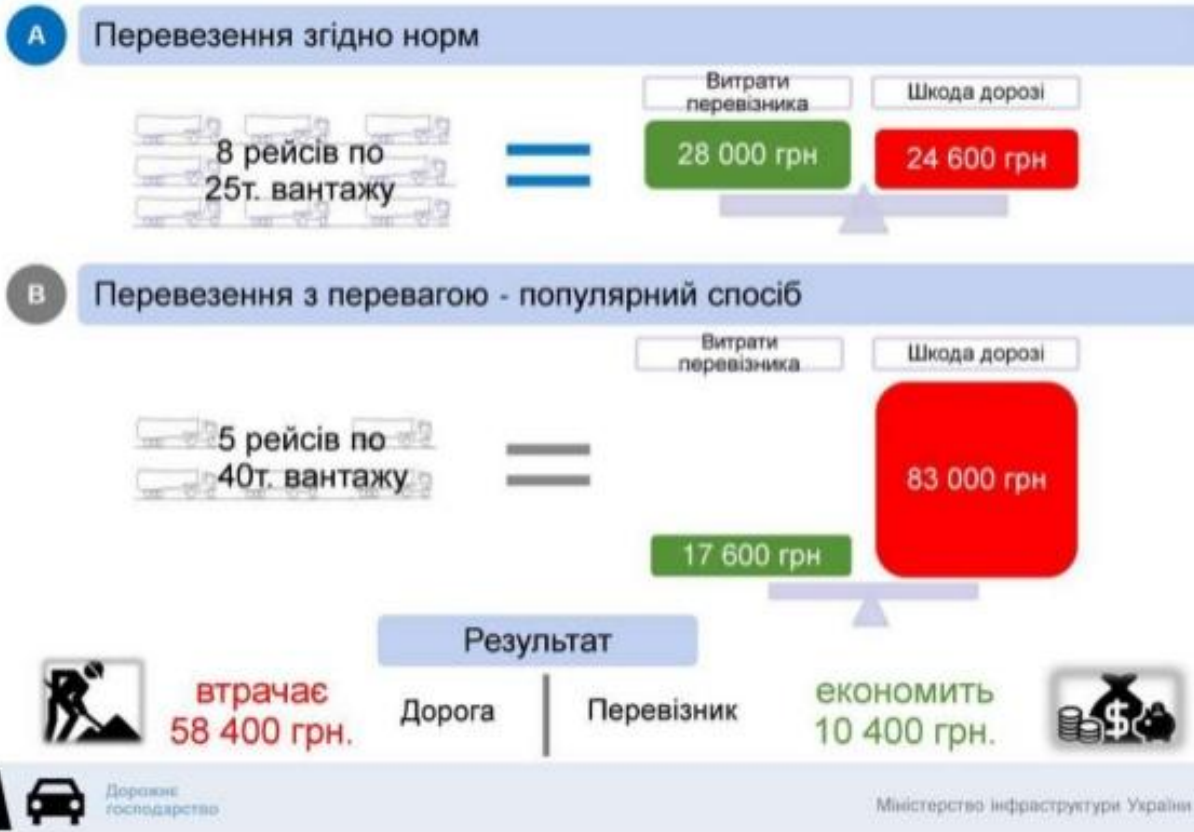 А
Перевезення згідно норм
Витрати
перевізника
Шкода дорозі
8 рейсів по
25т. вантажу
28 000 грн
24 600 грн
В
Перевезення з перевагою - популярний спосіб
Витрати
перевізника
Шкода дорозі
5 рейсів по
40т. вантажу
83 000 грн
17 600 грн
Результат
втрачає
58 400 грн.
Дорога
Перевізник
економить
10 400 грн.
$
Дорожнє
господарство
Міністерство інфраструктури України